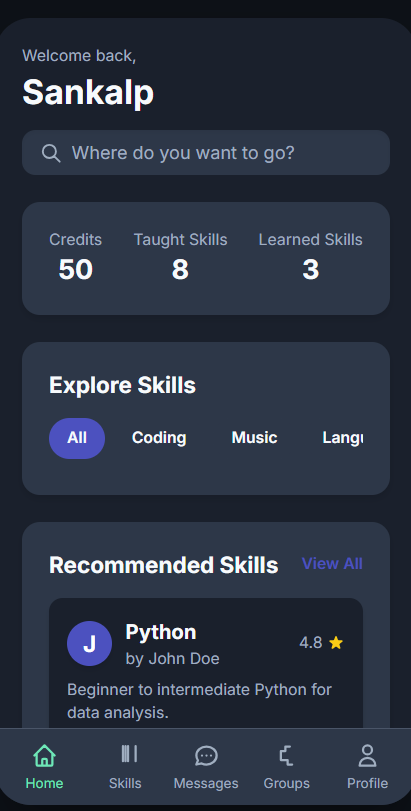 Welcome back,
Sankalp
Where do you want to go?
Credits Taught Skills Learned Skills
50 8 3
Explore Skills
All Coding Music Langu
Recommended Skills View All
J Python 4.8
by John Doe
Beginner to intermediate Python for
data analysis.
Home Skills Messages Groups Profile